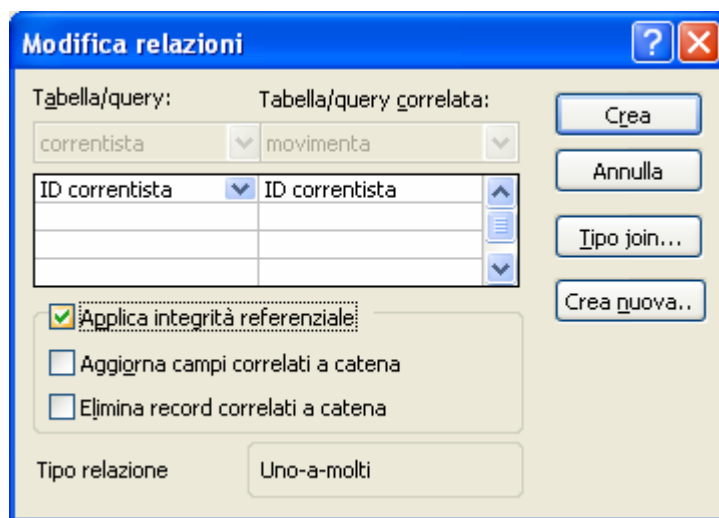 Modifica relazioni
Tabella/query:
Tabella/query correlata:
Crea
correntista
movimenta
Annulla
ID correntista
ID correntista
Tipo join...
Crea nuova..
Applica integrità referenziale
Aggiorna campi correlati a catena
Elimina record correlati a catena
Tipo relazione
Uno-a-molti